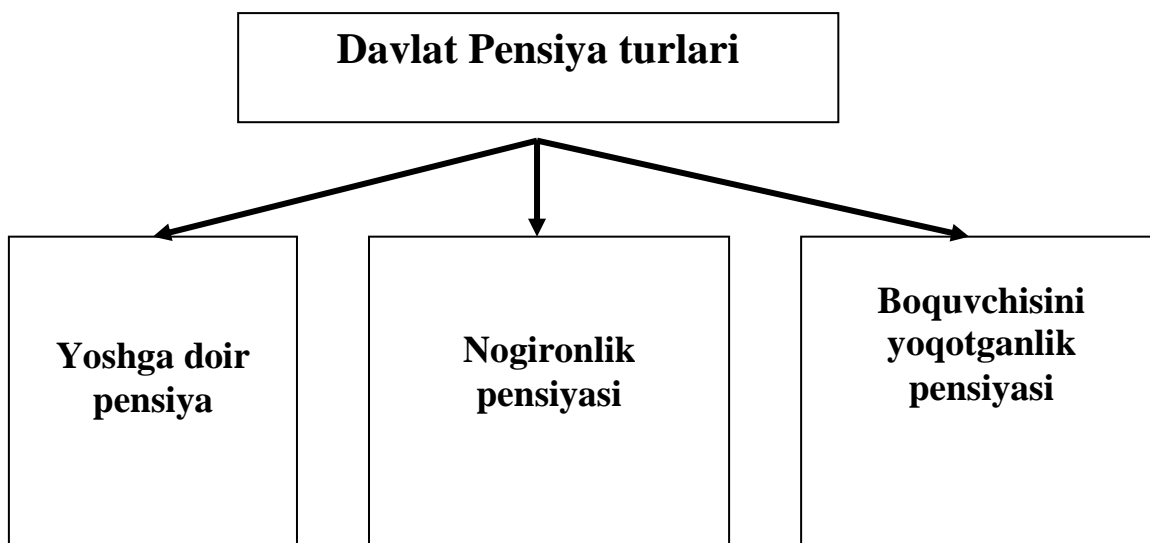 Davlat Pensiya turlari
Yoshga doir
pensiya
Nogironlik
pensiyasi
Boquvchisini
yoqotganlik
pensiyasi